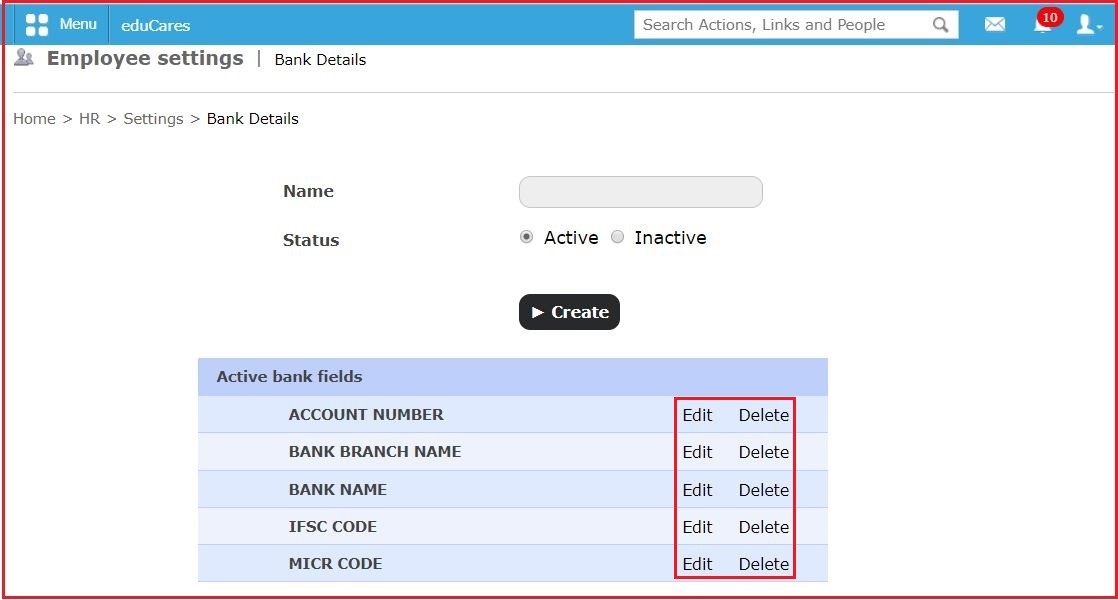 Menu eduCares Search Actions, Links and People 10
Employee settings | Bank Details
Home > HR > Settings > Bank Details
Name
Status Active Inactive
Create
Active bank fields
ACCOUNT NUMBER Edit Delete
BANK BRANCH NAME Edit Delete
BANK NAME Edit Delete
IFSC CODE Edit Delete
MICR CODE Edit Delete